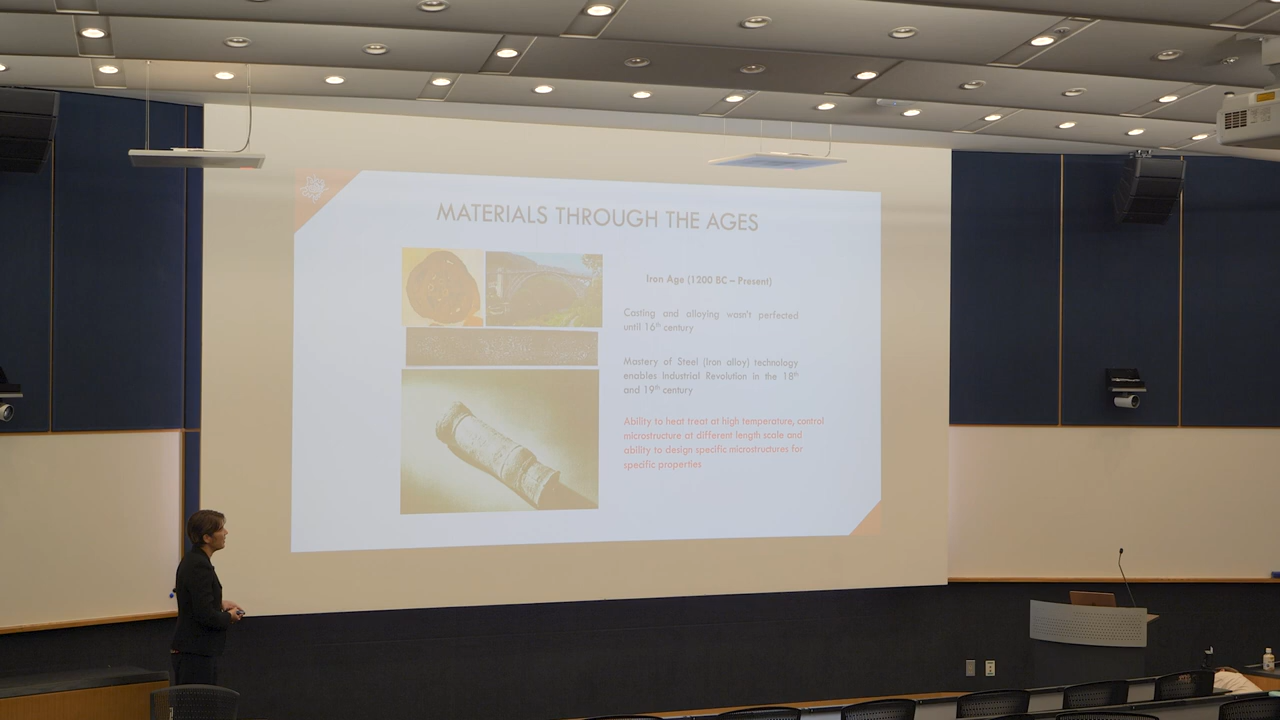 MATERIALS THROUGH THE AGES
Iron Age (1200 BC – Present)
Casting and alloying wasn't perfected
until 16th century
Mastery of Steel (Iron alloy) technology
enables Industrial Revolution in the 18th
and 19th century
Ability to heat treat at high temperature, control
microstructure at different length scale and
ability to design specific microstructures for
specific properties